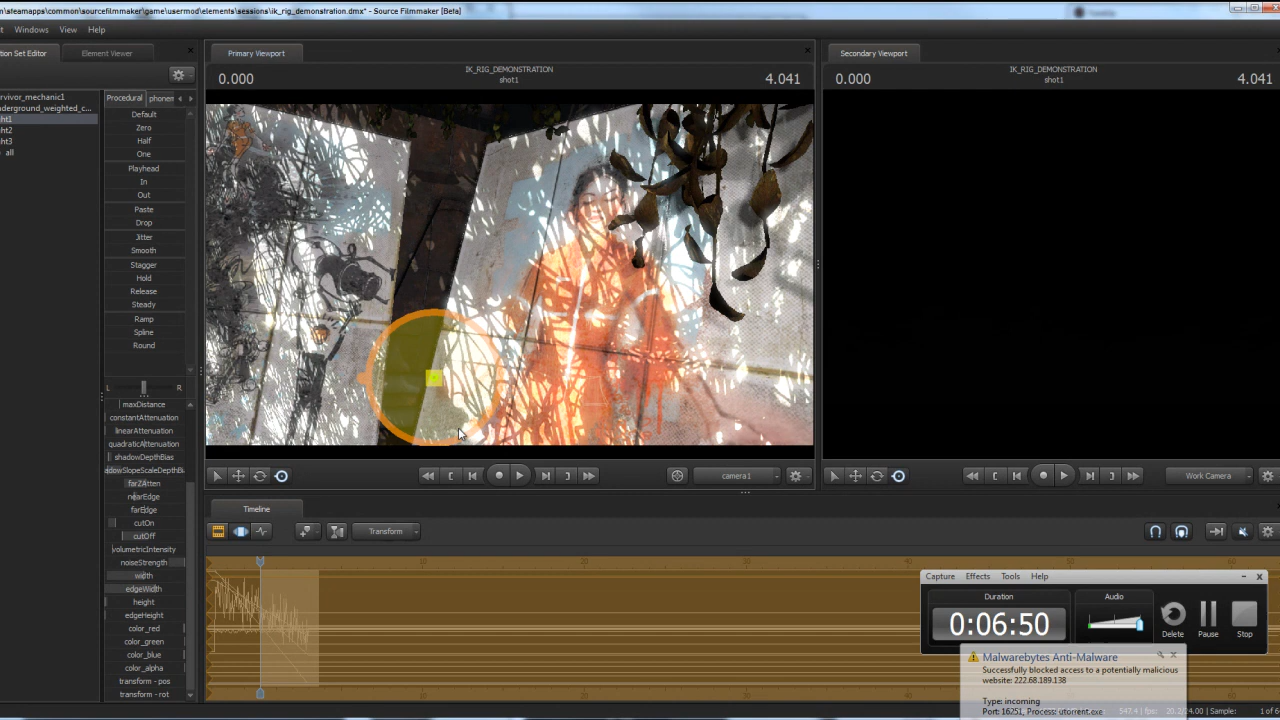 m\steamapps\common\sourcefilmmaker\game\usermod\elements\sessions\ik_rig_demonstration.dmx* - Source Filmmaker [Beta]
Windows View Help
Element Viewer
Primary Viewport
Secondary Viewport
0.000
IK_RIG_DEMONSTRATION
shot1
4.041
0.000
IK_RIG_DEMONSTRATION
shot1
4.041
rvivor_mechanic1
nderground_weighted_c...
ht1
ht2
ht3
all
Procedural
phonem
Default
Zero
Half
One
Playhead
In
Out
Paste
Drop
Jitter
Smooth
Stagger
Hold
Release
Steady
Ramp
Spline
Round
L R
maxDistance
constantAttenuation
linearAttenuation
quadraticAttenuation
shadowDepthBias
adowSlopeScaleDepthBi
farZAtten
nearEdge
farEdge
cutOn
cutOff
volumetricIntensity
noiseStrength
width
edgeWidth
height
edgeHeight
color_red
color_green
color_blue
color_alpha
transform - pos
transform - rot
camera1
Work Camera
Timeline
Transform
Capture Effects Tools Help
Duration
Audio
0:06:50
Delete
Pause
Stop
Malwarebytes Anti-Malware
Successfully blocked access to a potentially malicious
website: 222.68.189.138
Type: incoming
Port: 16251, Process: utorrent.exe